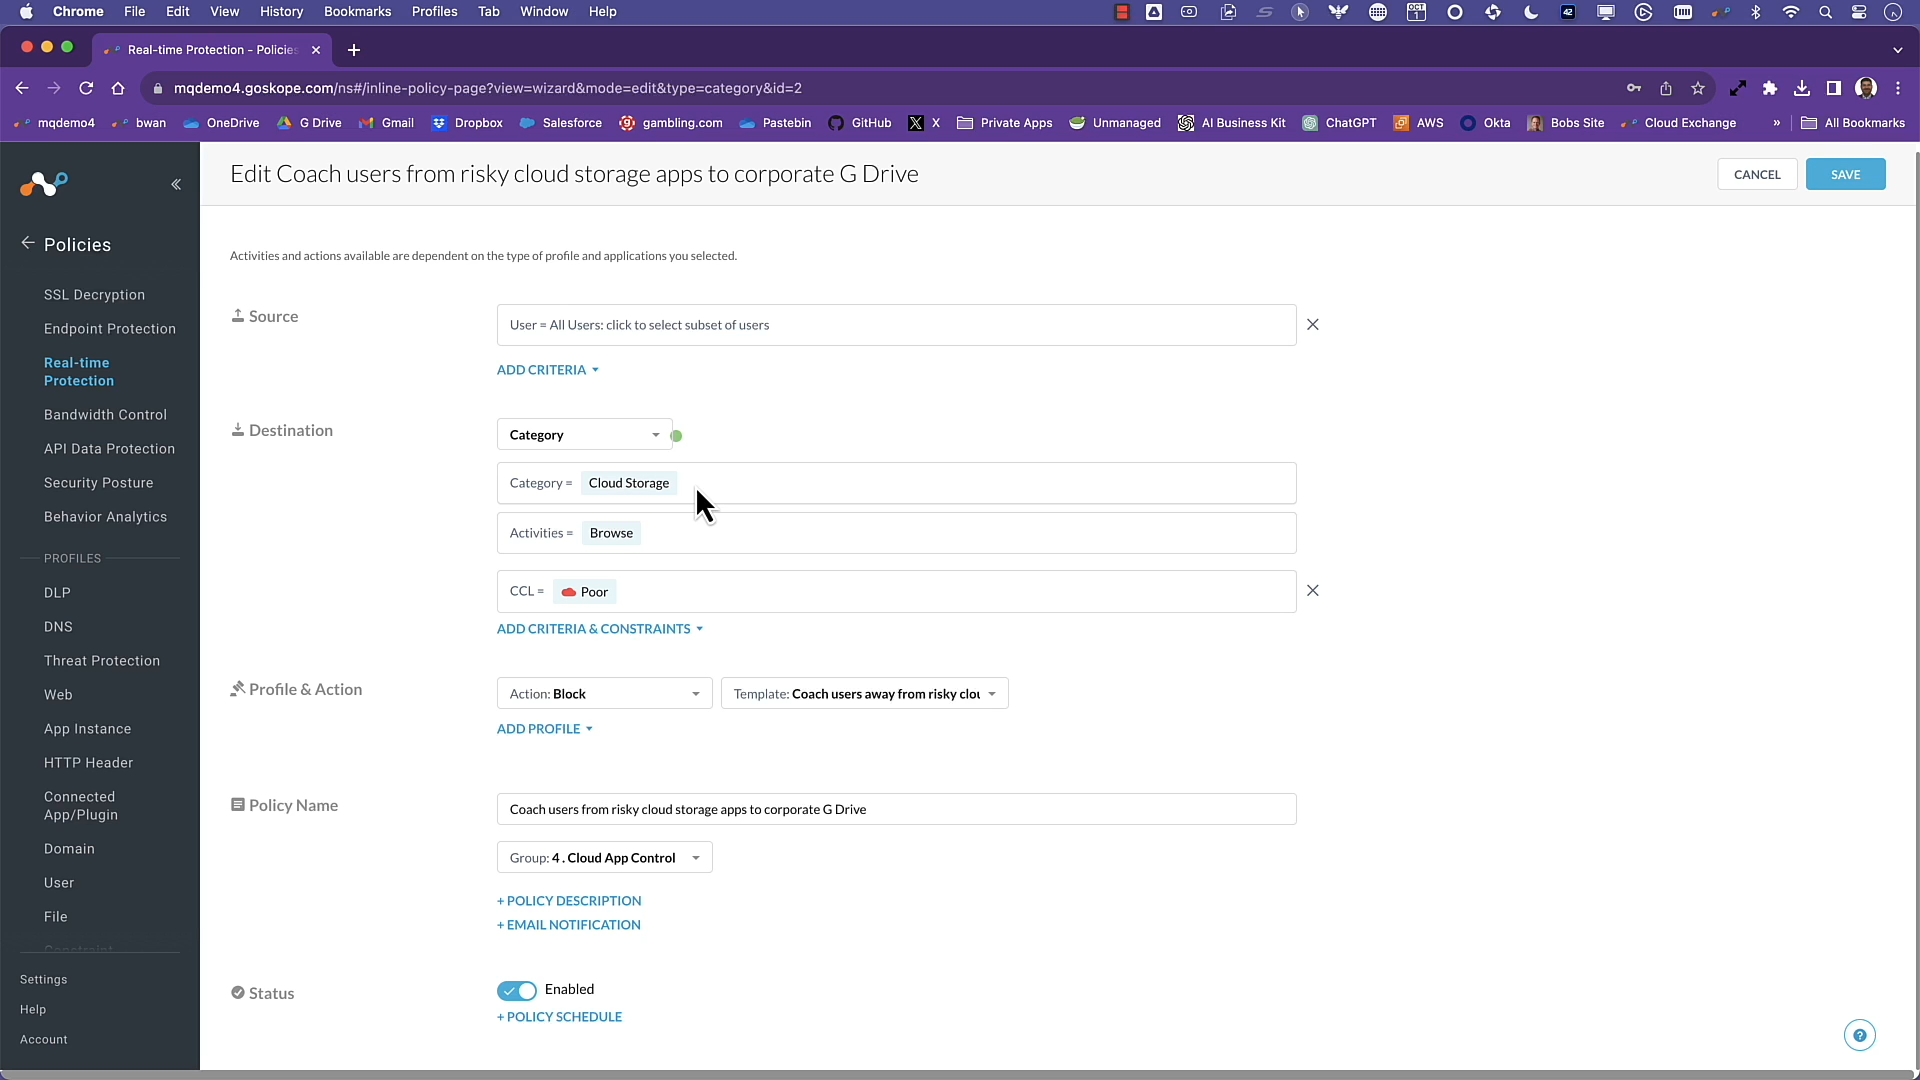 Chrome File Edit View History Bookmarks Profiles Tab Window Help
OCT 1
42
Real-time Protection - Policies
mqdemo4.goskope.com/ns#/inline-policy-page?view=wizard&mode=edit&type=category&id=2
mqdemo4 bwan OneDrive G Drive Gmail Dropbox Salesforce gambling.com Pastebin GitHub X Private Apps Unmanaged AI Business Kit ChatGPT AWS Okta Bobs Site Cloud Exchange » All Bookmarks
Policies
SSL Decryption
Endpoint Protection
Real-time
Protection
Bandwidth Control
API Data Protection
Security Posture
Behavior Analytics
PROFILES
DLP
DNS
Threat Protection
Web
App Instance
HTTP Header
Connected
App/Plugin
Domain
User
File
Constraint
Settings
Help
Account
Edit Coach users from risky cloud storage apps to corporate G Drive
CANCEL
SAVE
Activities and actions available are dependent on the type of profile and applications you selected.
Source
User = All Users: click to select subset of users
ADD CRITERIA
Destination
Category
Category = Cloud Storage
Activities = Browse
CCL = Poor
ADD CRITERIA & CONSTRAINTS
Profile & Action
Action: Block
Template: Coach users away from risky clou
ADD PROFILE
Policy Name
Coach users from risky cloud storage apps to corporate G Drive
Group: 4 . Cloud App Control
+ POLICY DESCRIPTION
+ EMAIL NOTIFICATION
Status
Enabled
+ POLICY SCHEDULE
?